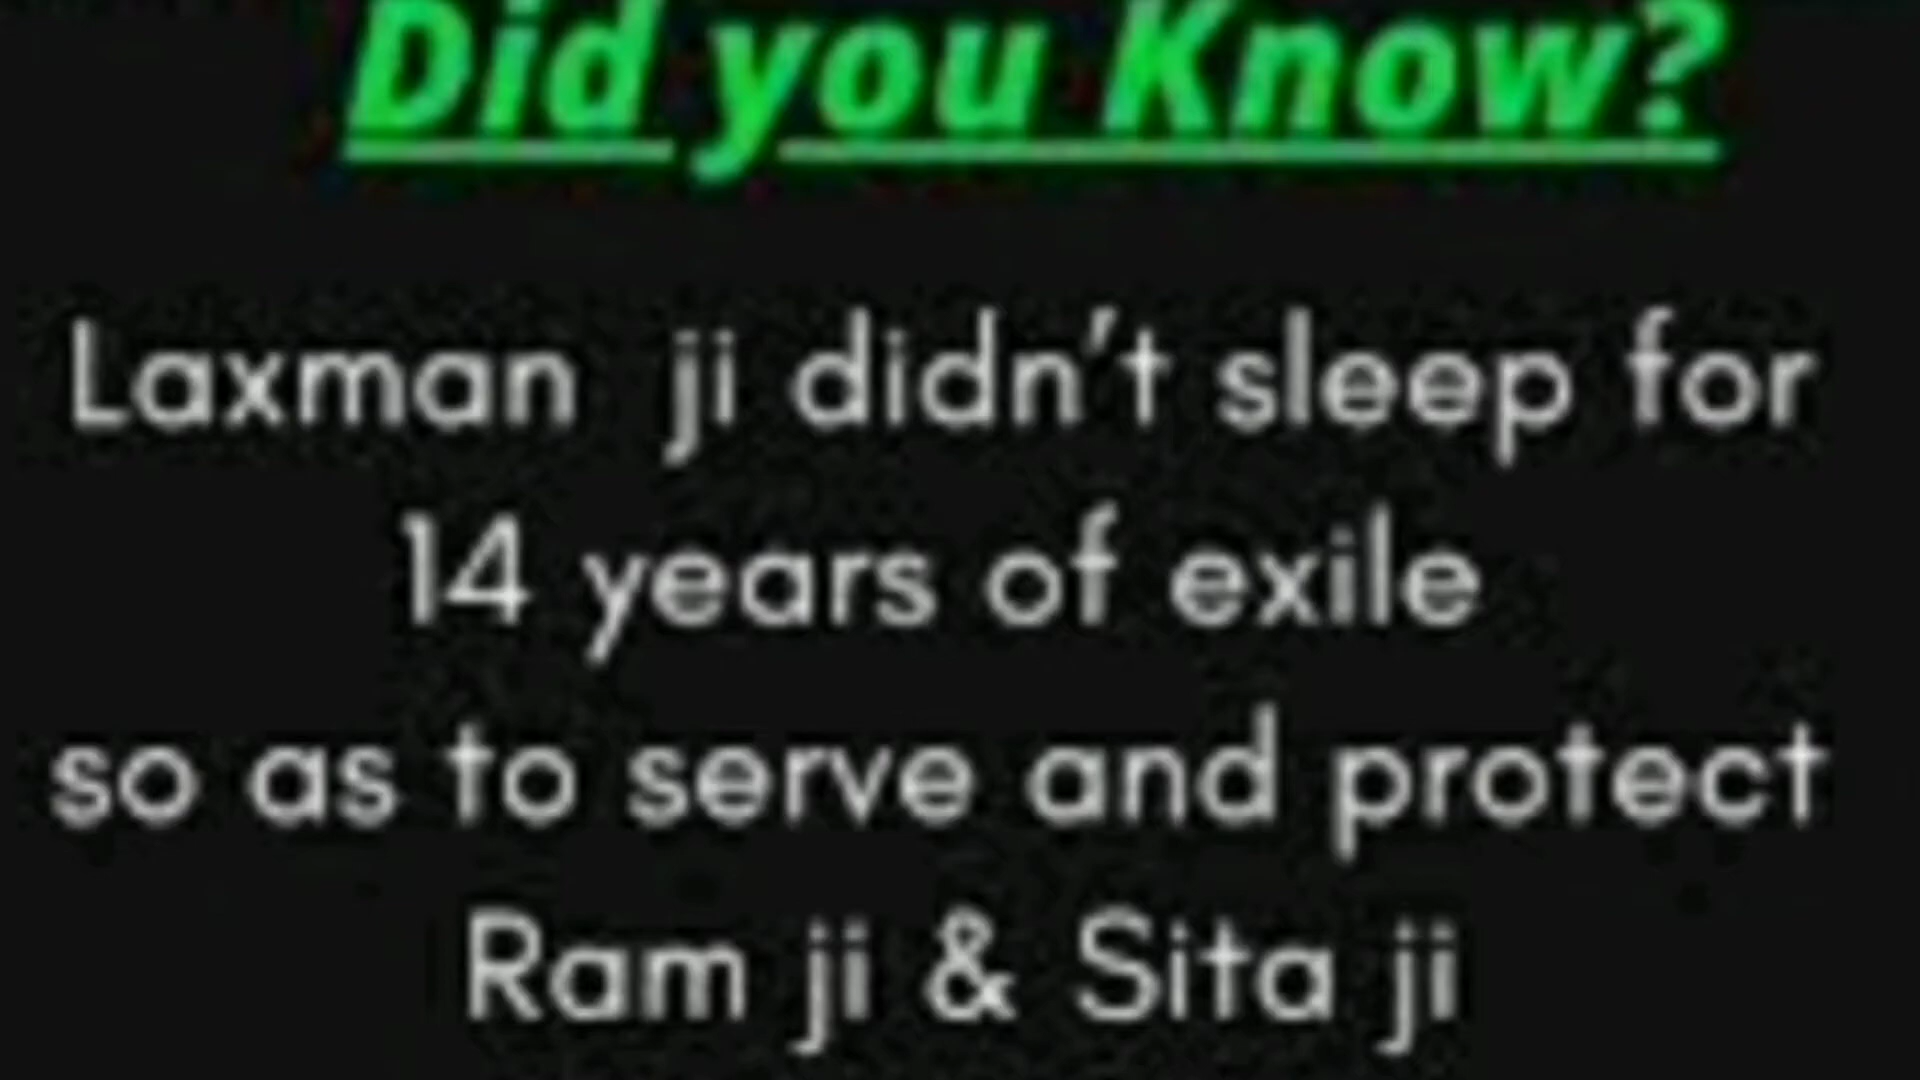 Did you Know?
Laxman ji didn't sleep for
14 years of exile
so as to serve and protect
Ram ji & Sita ji